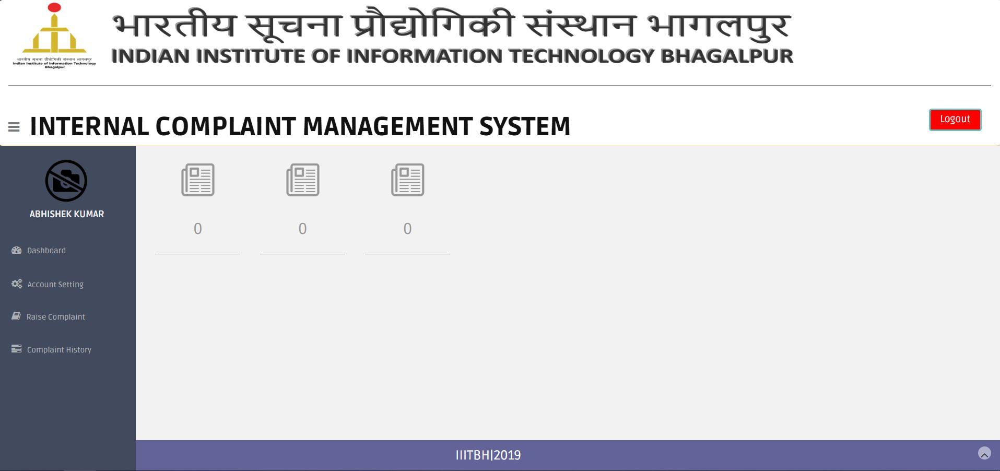 भारतीय सूचना प्रौद्योगिकी संस्थान भागलपुर
INDIAN INSTITUTE OF INFORMATION TECHNOLOGY BHAGALPUR
भारतीय सूचना प्रौद्योगिकी संस्थान भागलपुर
Indian Institute of Information Technology
Bhagalpur
INTERNAL COMPLAINT MANAGEMENT SYSTEM
Logout
ABHISHEK KUMAR
Dashboard
Account Setting
Raise Complaint
Complaint History
0 0 0
IIITBH|2019